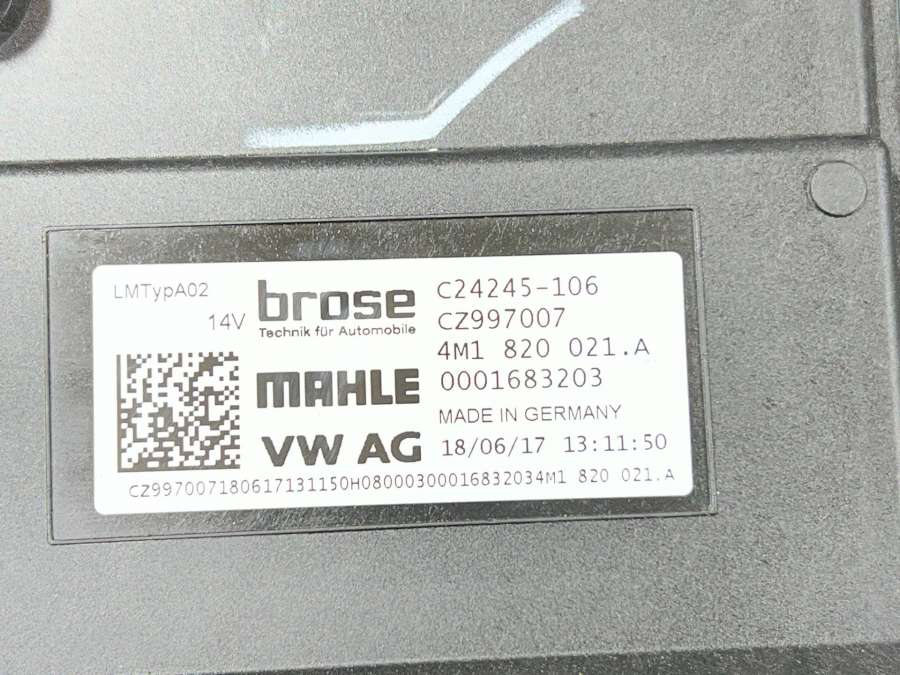 LMTypA02
14V
brose
Technik für Automobile
C24245-106
CZ997007
4M1 820 021.A
MAHLE
0001683203
MADE IN GERMANY
VW AG
18/06/17 13:11:50
CZ997007180617131150H08000300016832034M1 820 021.A